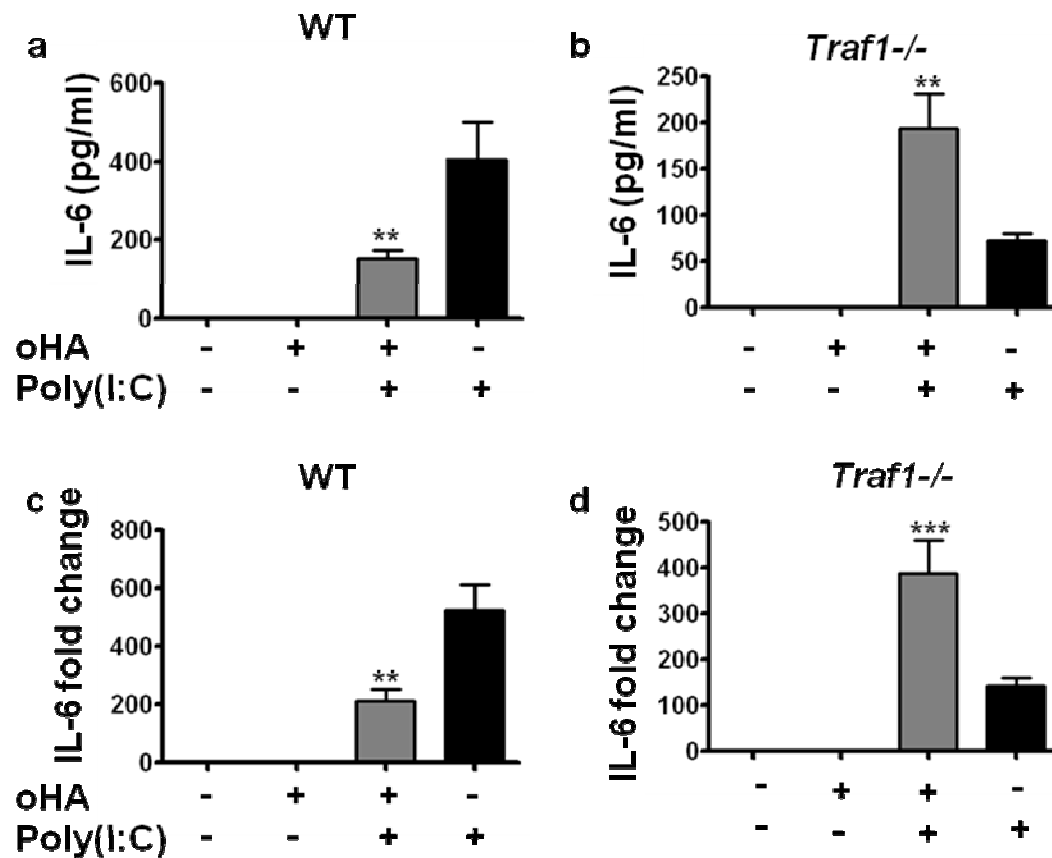 a
WT
IL-6 (pg/ml)
600
400
200
0
**
oHA - + + -
Poly(I:C) - - + +
b
Traf1-/-
IL-6 (pg/ml)
250
200
150
100
50
0
**
- + + -
- - + +
c
WT
IL-6 fold change
800
600
400
200
0
**
oHA - + + -
Poly(I:C) - - + +
d
Traf1-/-
IL-6 fold change
500
400
300
200
100
0
***
- + + -
- - + +